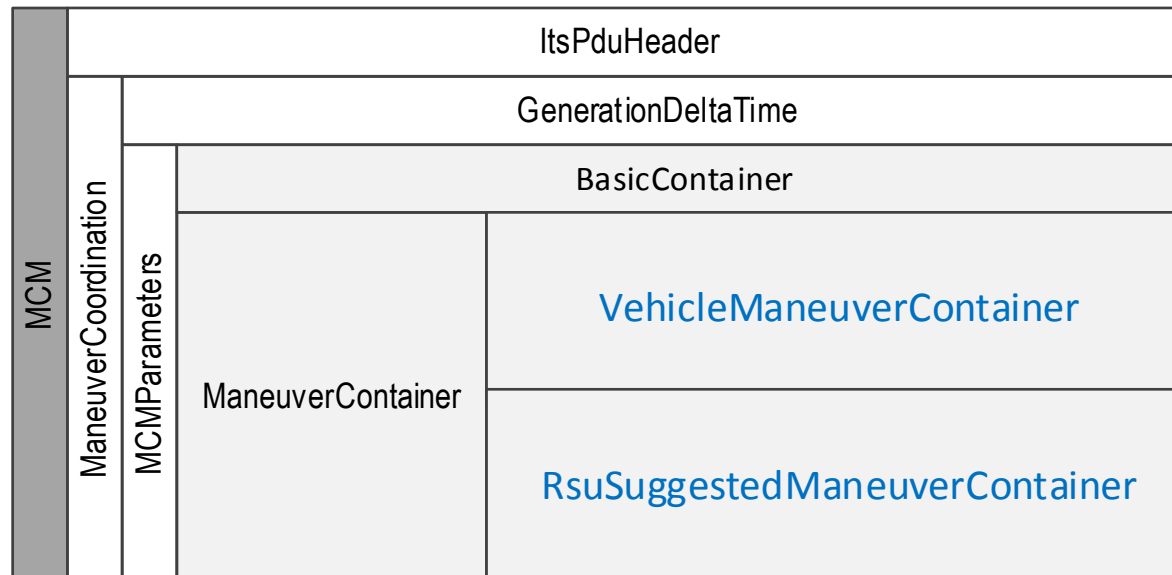 MCM
ItsPduHeader
ManeuverCoordination
GenerationDeltaTime
MCMParameters
BasicContainer
ManeuverContainer
VehicleManeuverContainer
RsuSuggestedManeuverContainer